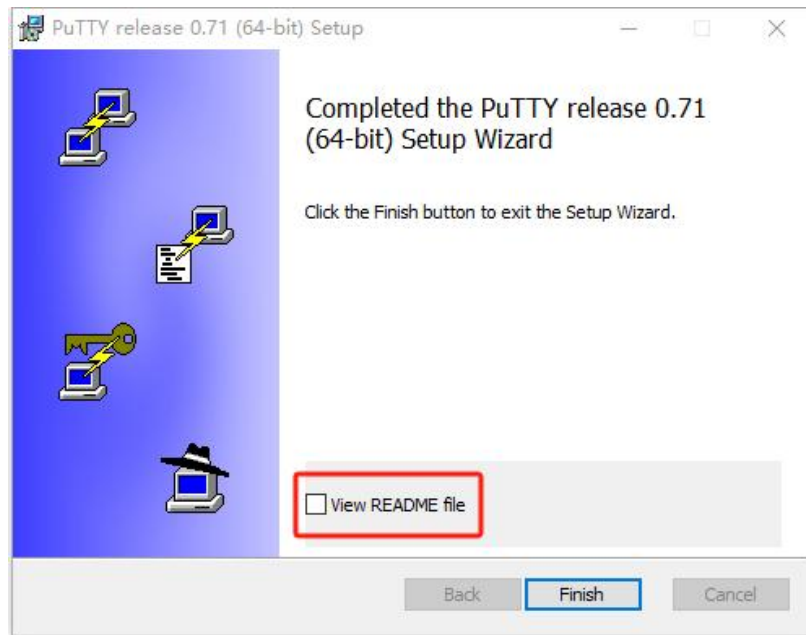 PuTTY release 0.71 (64-bit) Setup
Completed the PuTTY release 0.71
(64-bit) Setup Wizard
Click the Finish button to exit the Setup Wizard.
View README file
Back
Finish
Cancel